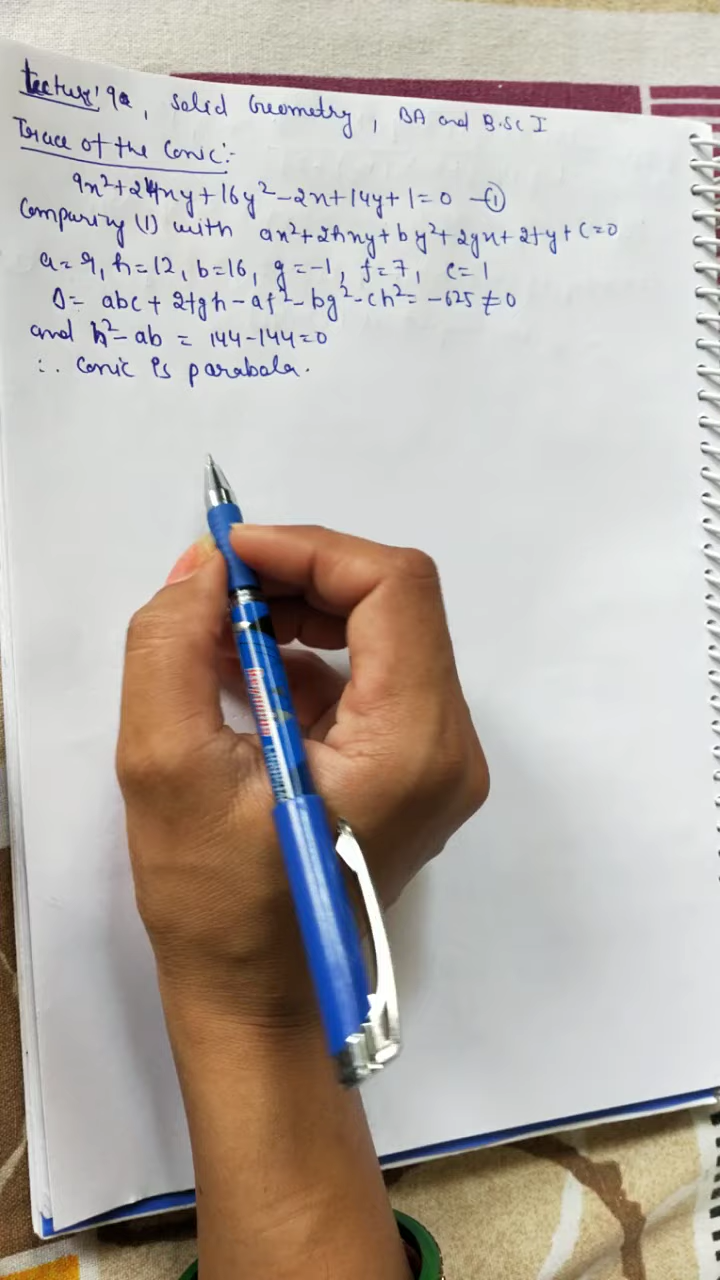 Lecture: 9a, Solid Geometry, BA and B.Sc I
Trace of the Conic:-
9x²+24xy+16y²-2x+14y+1=0 -①
Comparing (1) with ax²+2hxy+by²+2gx+2fy+c=0
a=9, h=12, b=16, g=-1, f=7, c=1
Δ= abc+2fgh-af²-bg²-ch²= -625≠0
and h²-ab = 144-144=0
∴ Conic is parabola.